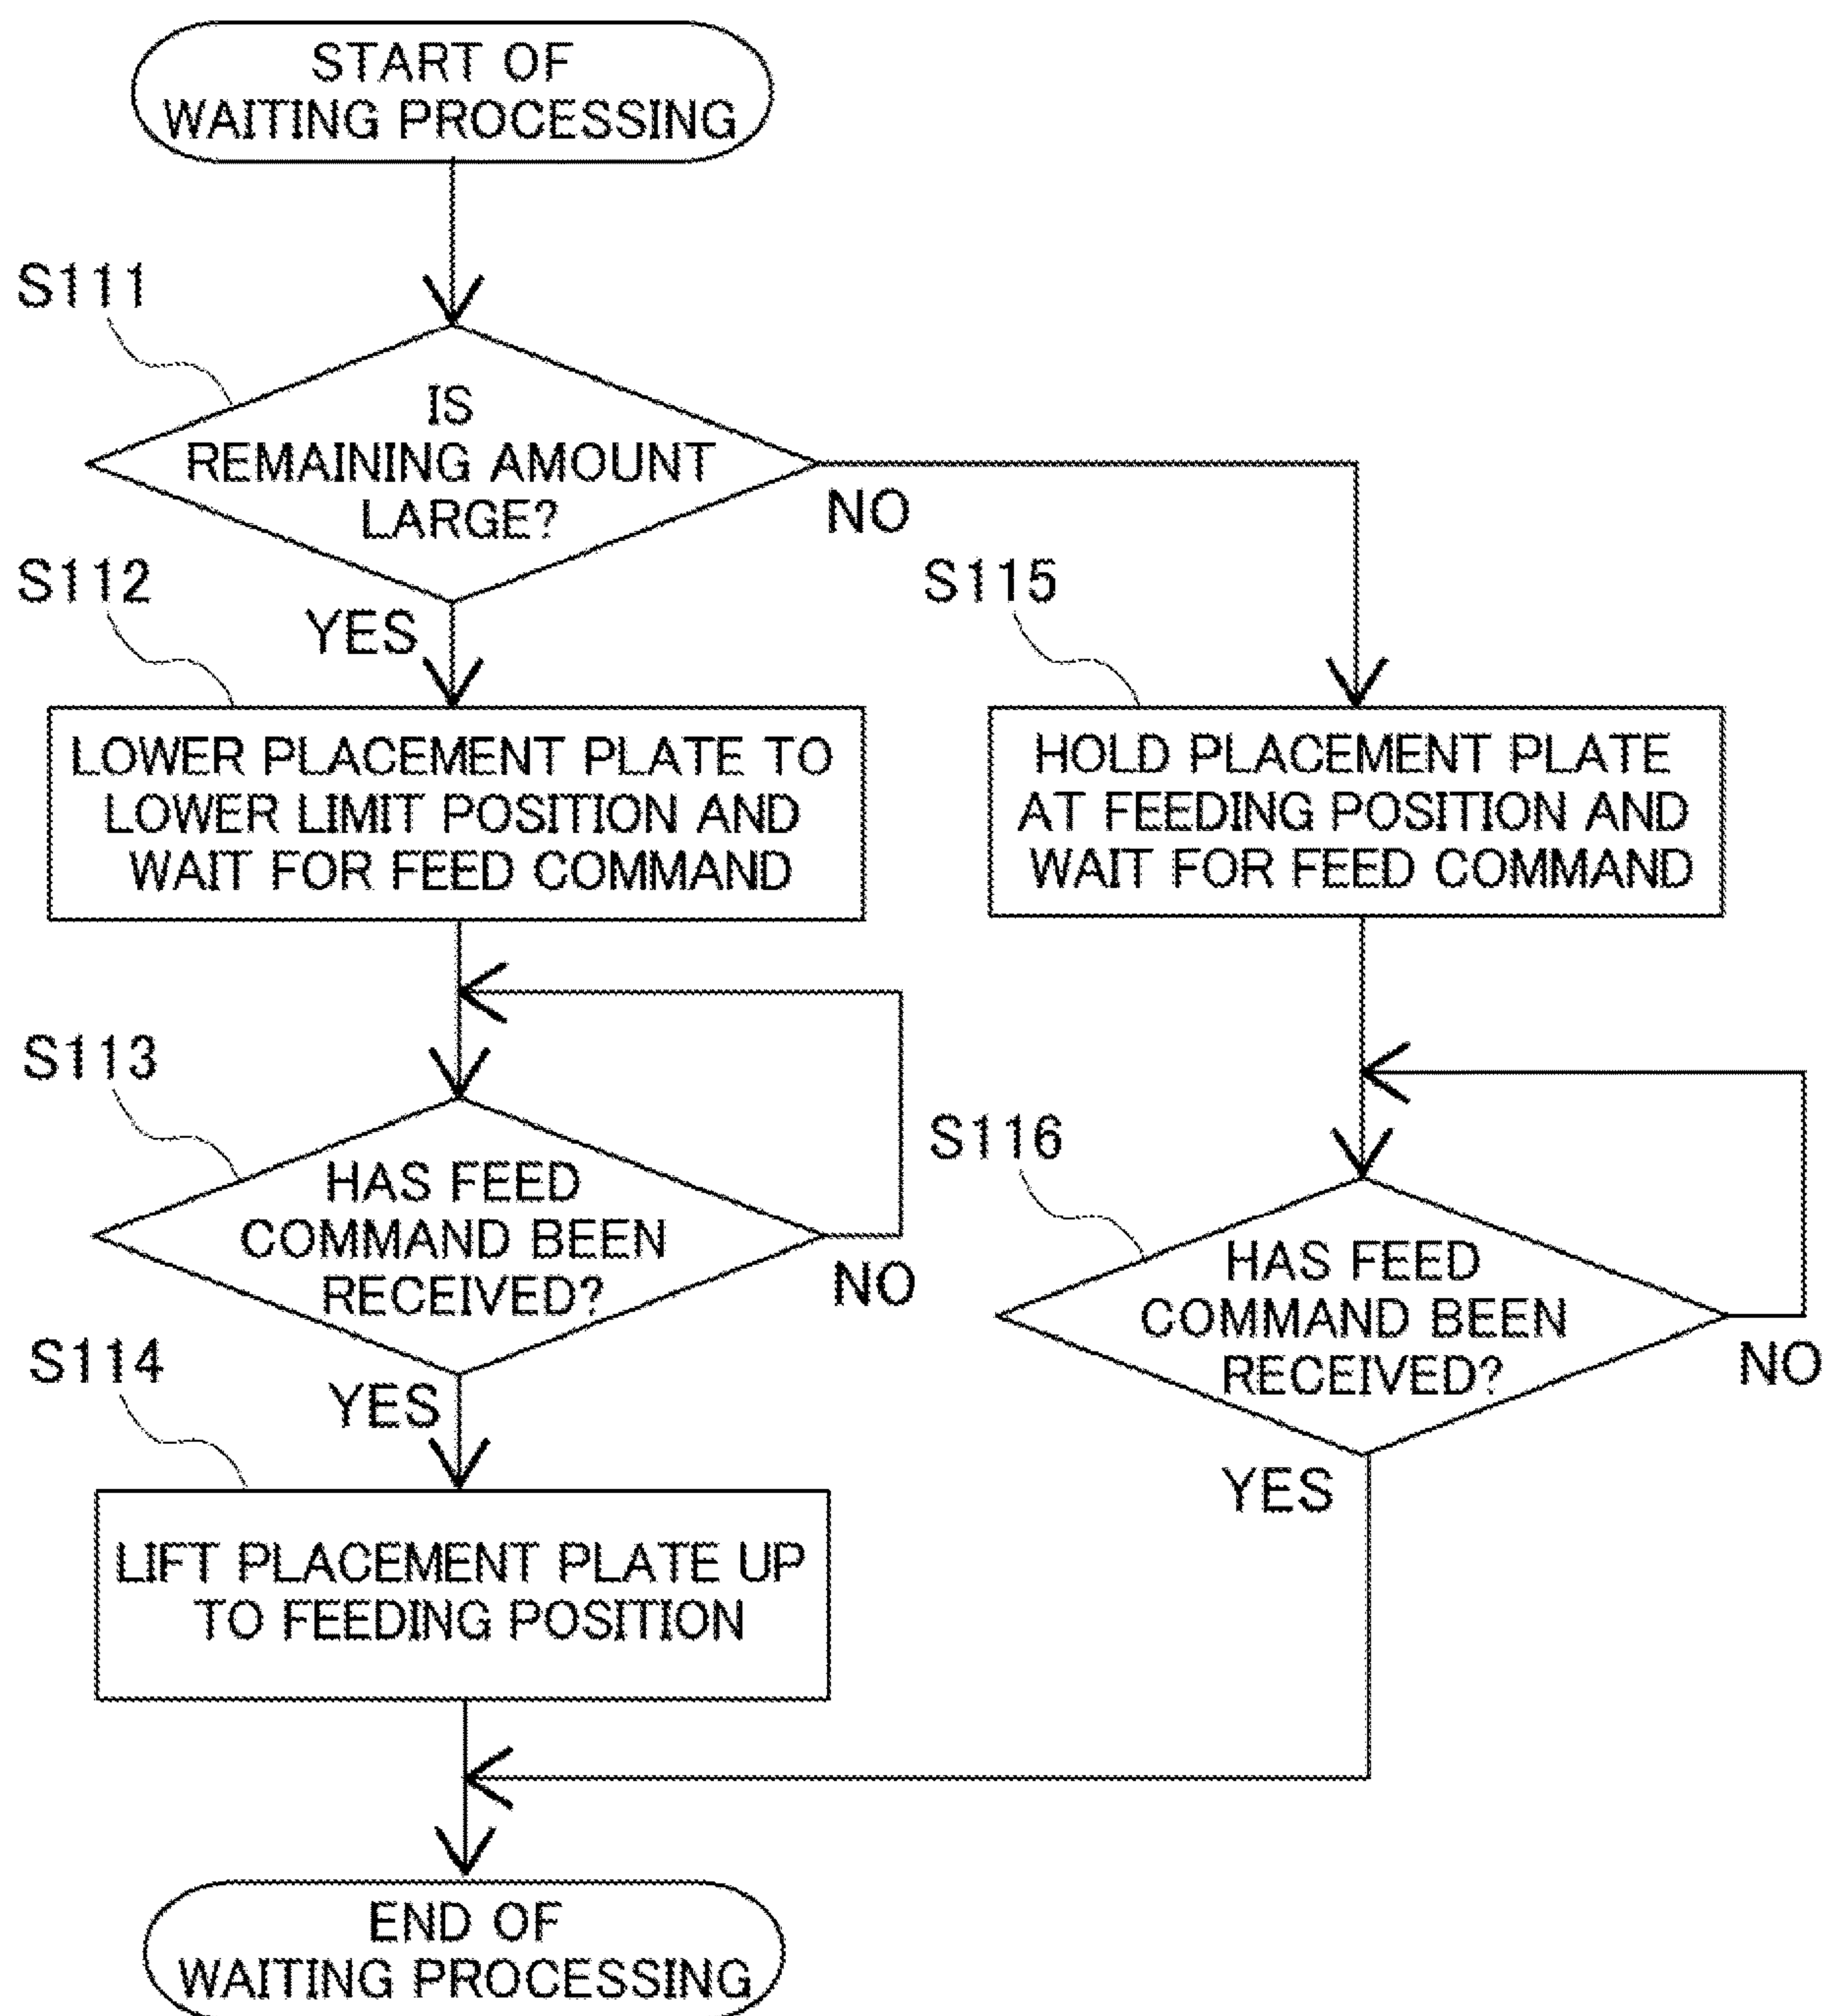 START OF
WAITING PROCESSING
S111
IS
REMAINING AMOUNT
LARGE?
NO
YES
S112
LOWER PLACEMENT PLATE TO
LOWER LIMIT POSITION AND
WAIT FOR FEED COMMAND
S115
HOLD PLACEMENT PLATE
AT FEEDING POSITION AND
WAIT FOR FEED COMMAND
S113
HAS FEED
COMMAND BEEN
RECEIVED?
NO
YES
S116
HAS FEED
COMMAND BEEN
RECEIVED?
NO
YES
S114
LIFT PLACEMENT PLATE UP
TO FEEDING POSITION
END OF
WAITING PROCESSING